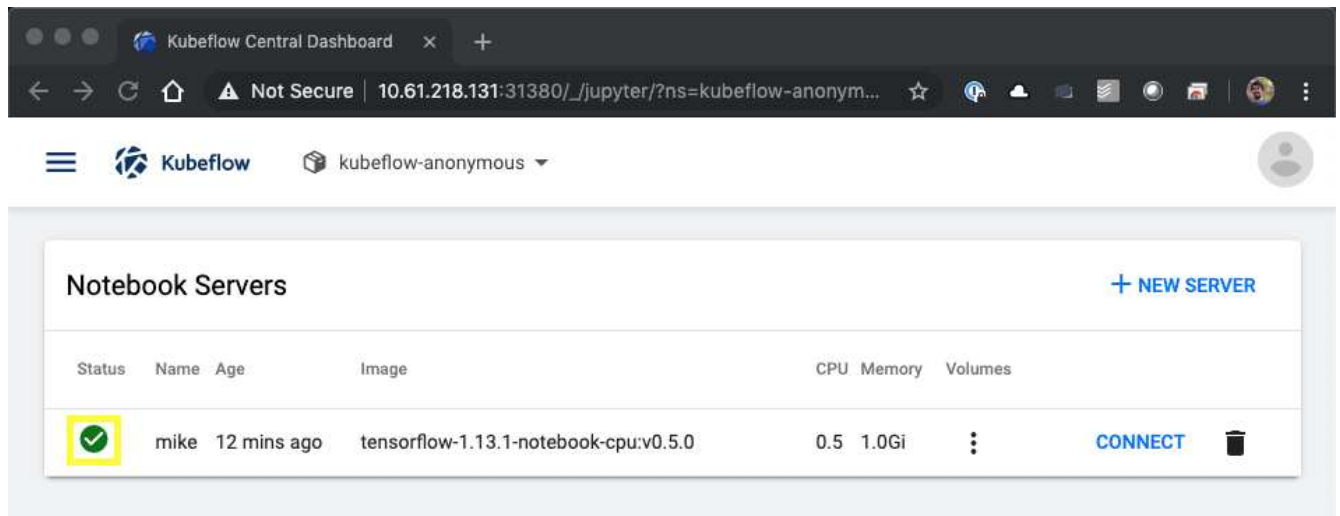 Kubeflow Central Dashboard
Not Secure | 10.61.218.131:31380/_/jupyter/?ns=kubeflow-anonym...
Kubeflow kubeflow-anonymous
Notebook Servers + NEW SERVER
Status Name Age Image CPU Memory Volumes
mike 12 mins ago tensorflow-1.13.1-notebook-cpu:v0.5.0 0.5 1.0Gi CONNECT